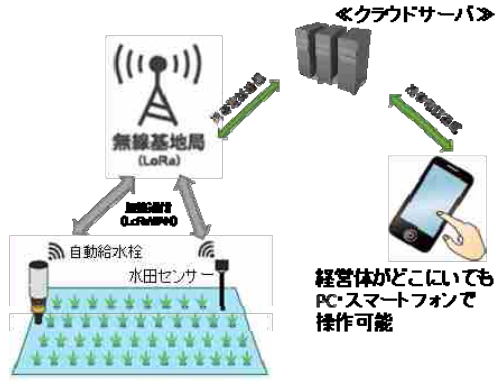 ≪クラウドサーバ≫
無線基地局
(LoRa)
(LoRaWAN)
自動給水栓
水田センサー
経営体がどこにいても
PC・スマートフォンで
操作可能